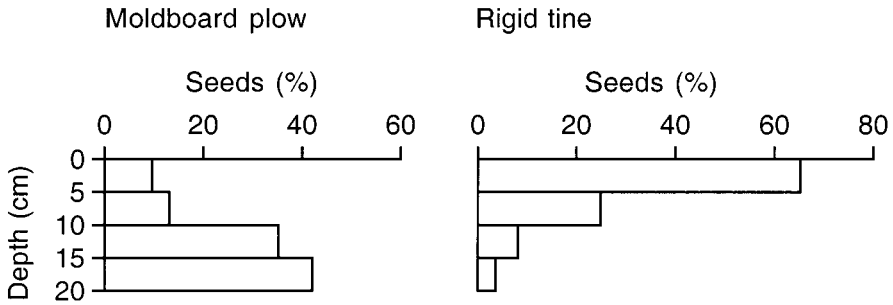 Moldboard plow
Rigid tine
Seeds (%)
Seeds (%)
0 20 40 60
0 20 40 60 80
Depth (cm)
0
5
10
15
20